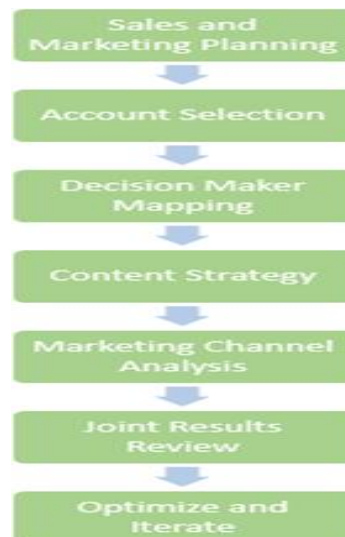 Sales and
Marketing Planning
Account Selection
Decision Maker
Mapping
Content Strategy
Marketing Channel
Analysis
Joint Results
Review
Optimize and
Iterate